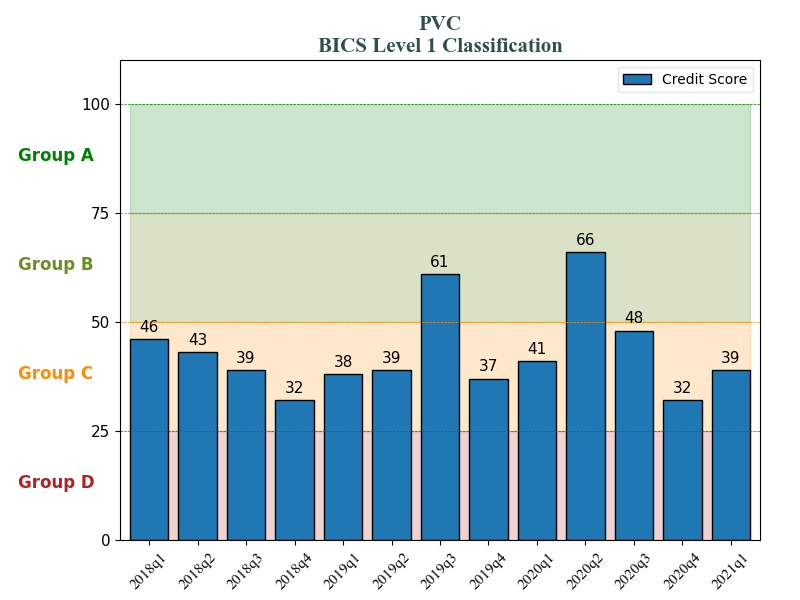 PVC
BICS Level 1 Classification
Credit Score
100
Group A
75
Group B
50
Group C
25
Group D
0
46
43
39
32
38
39
61
37
41
66
48
32
39
2018q1
2018q2
2018q3
2018q4
2019q1
2019q2
2019q3
2019q4
2020q1
2020q2
2020q3
2020q4
2021q1